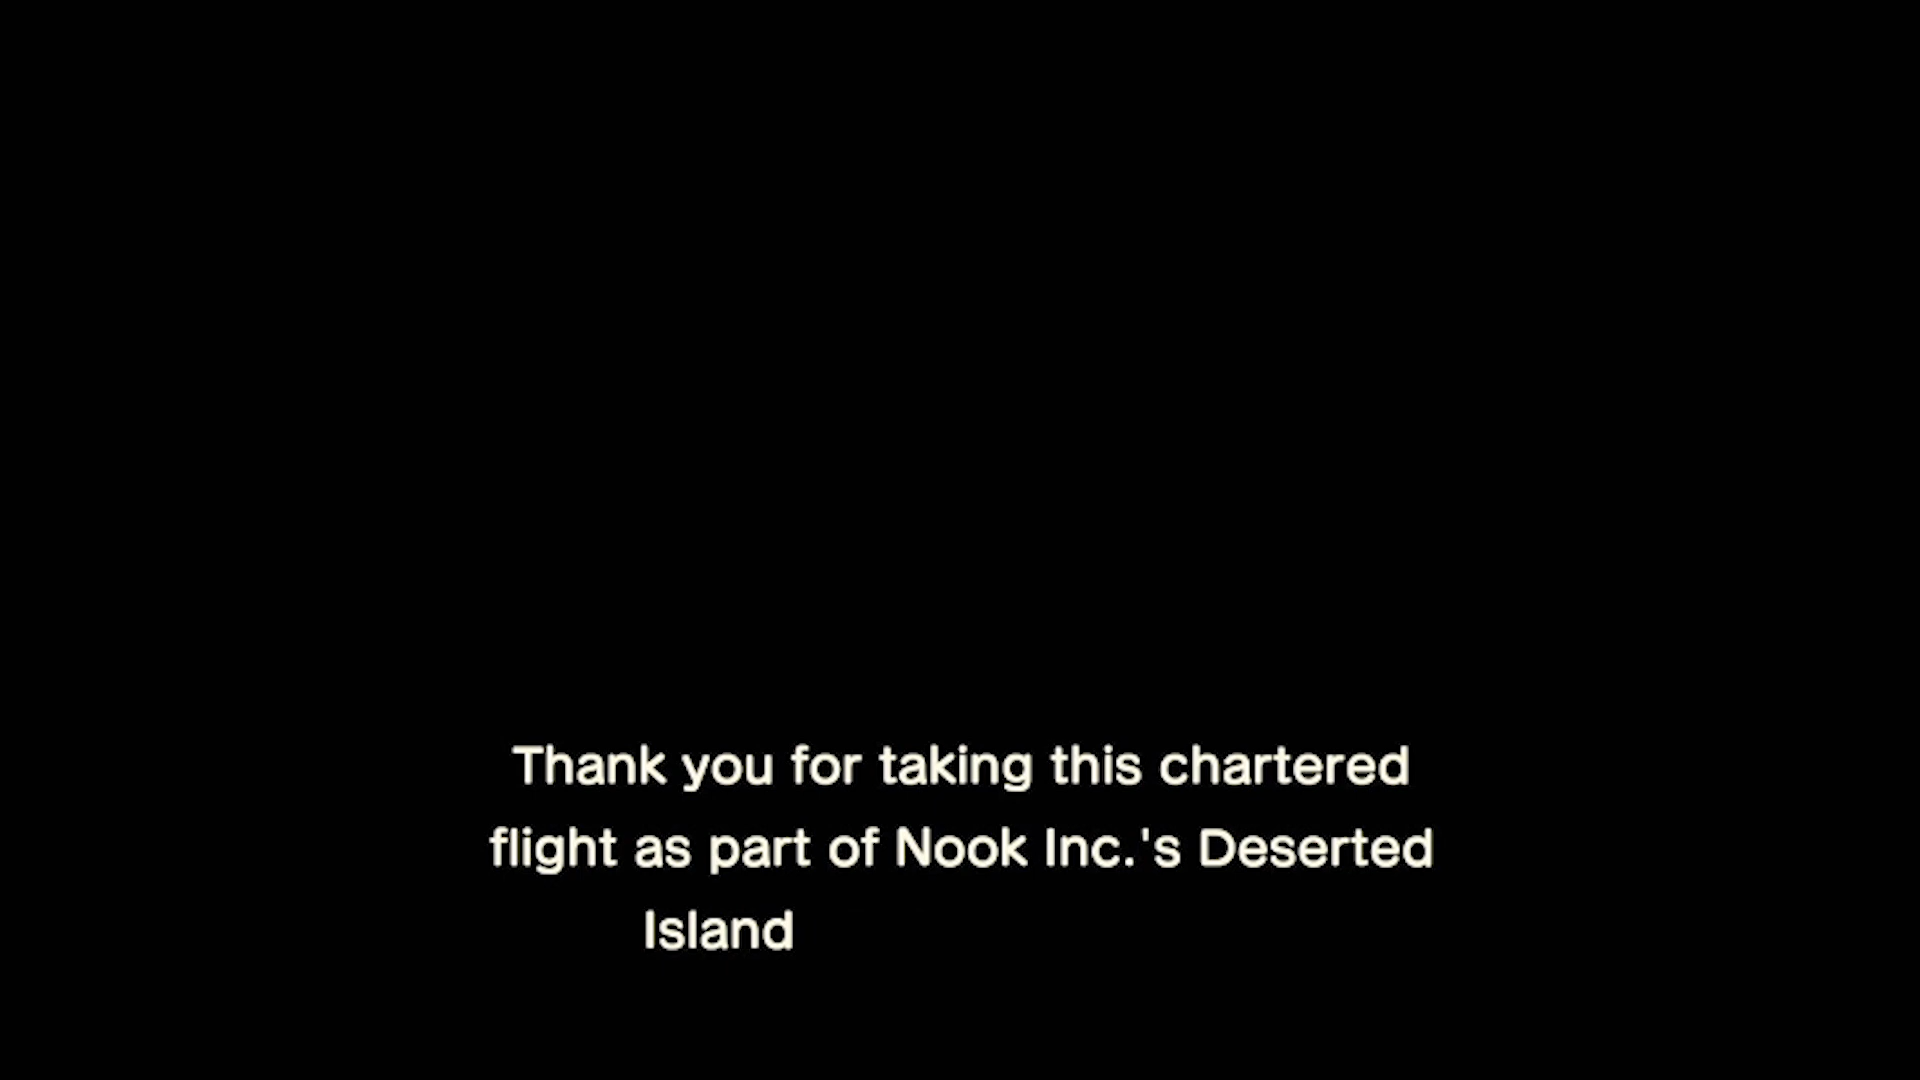 Thank you for taking this chartered
flight as part of Nook Inc.'s Deserted
Island